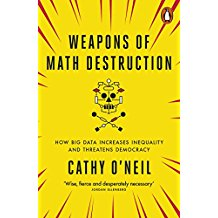 WEAPONS OF
MATH DESTRUCTION
HOW BIG DATA INCREASES INEQUALITY
AND THREATENS DEMOCRACY
CATHY O'NEIL
'Wise, fierce and desperately necessary'
JORDAN ELLENBERG